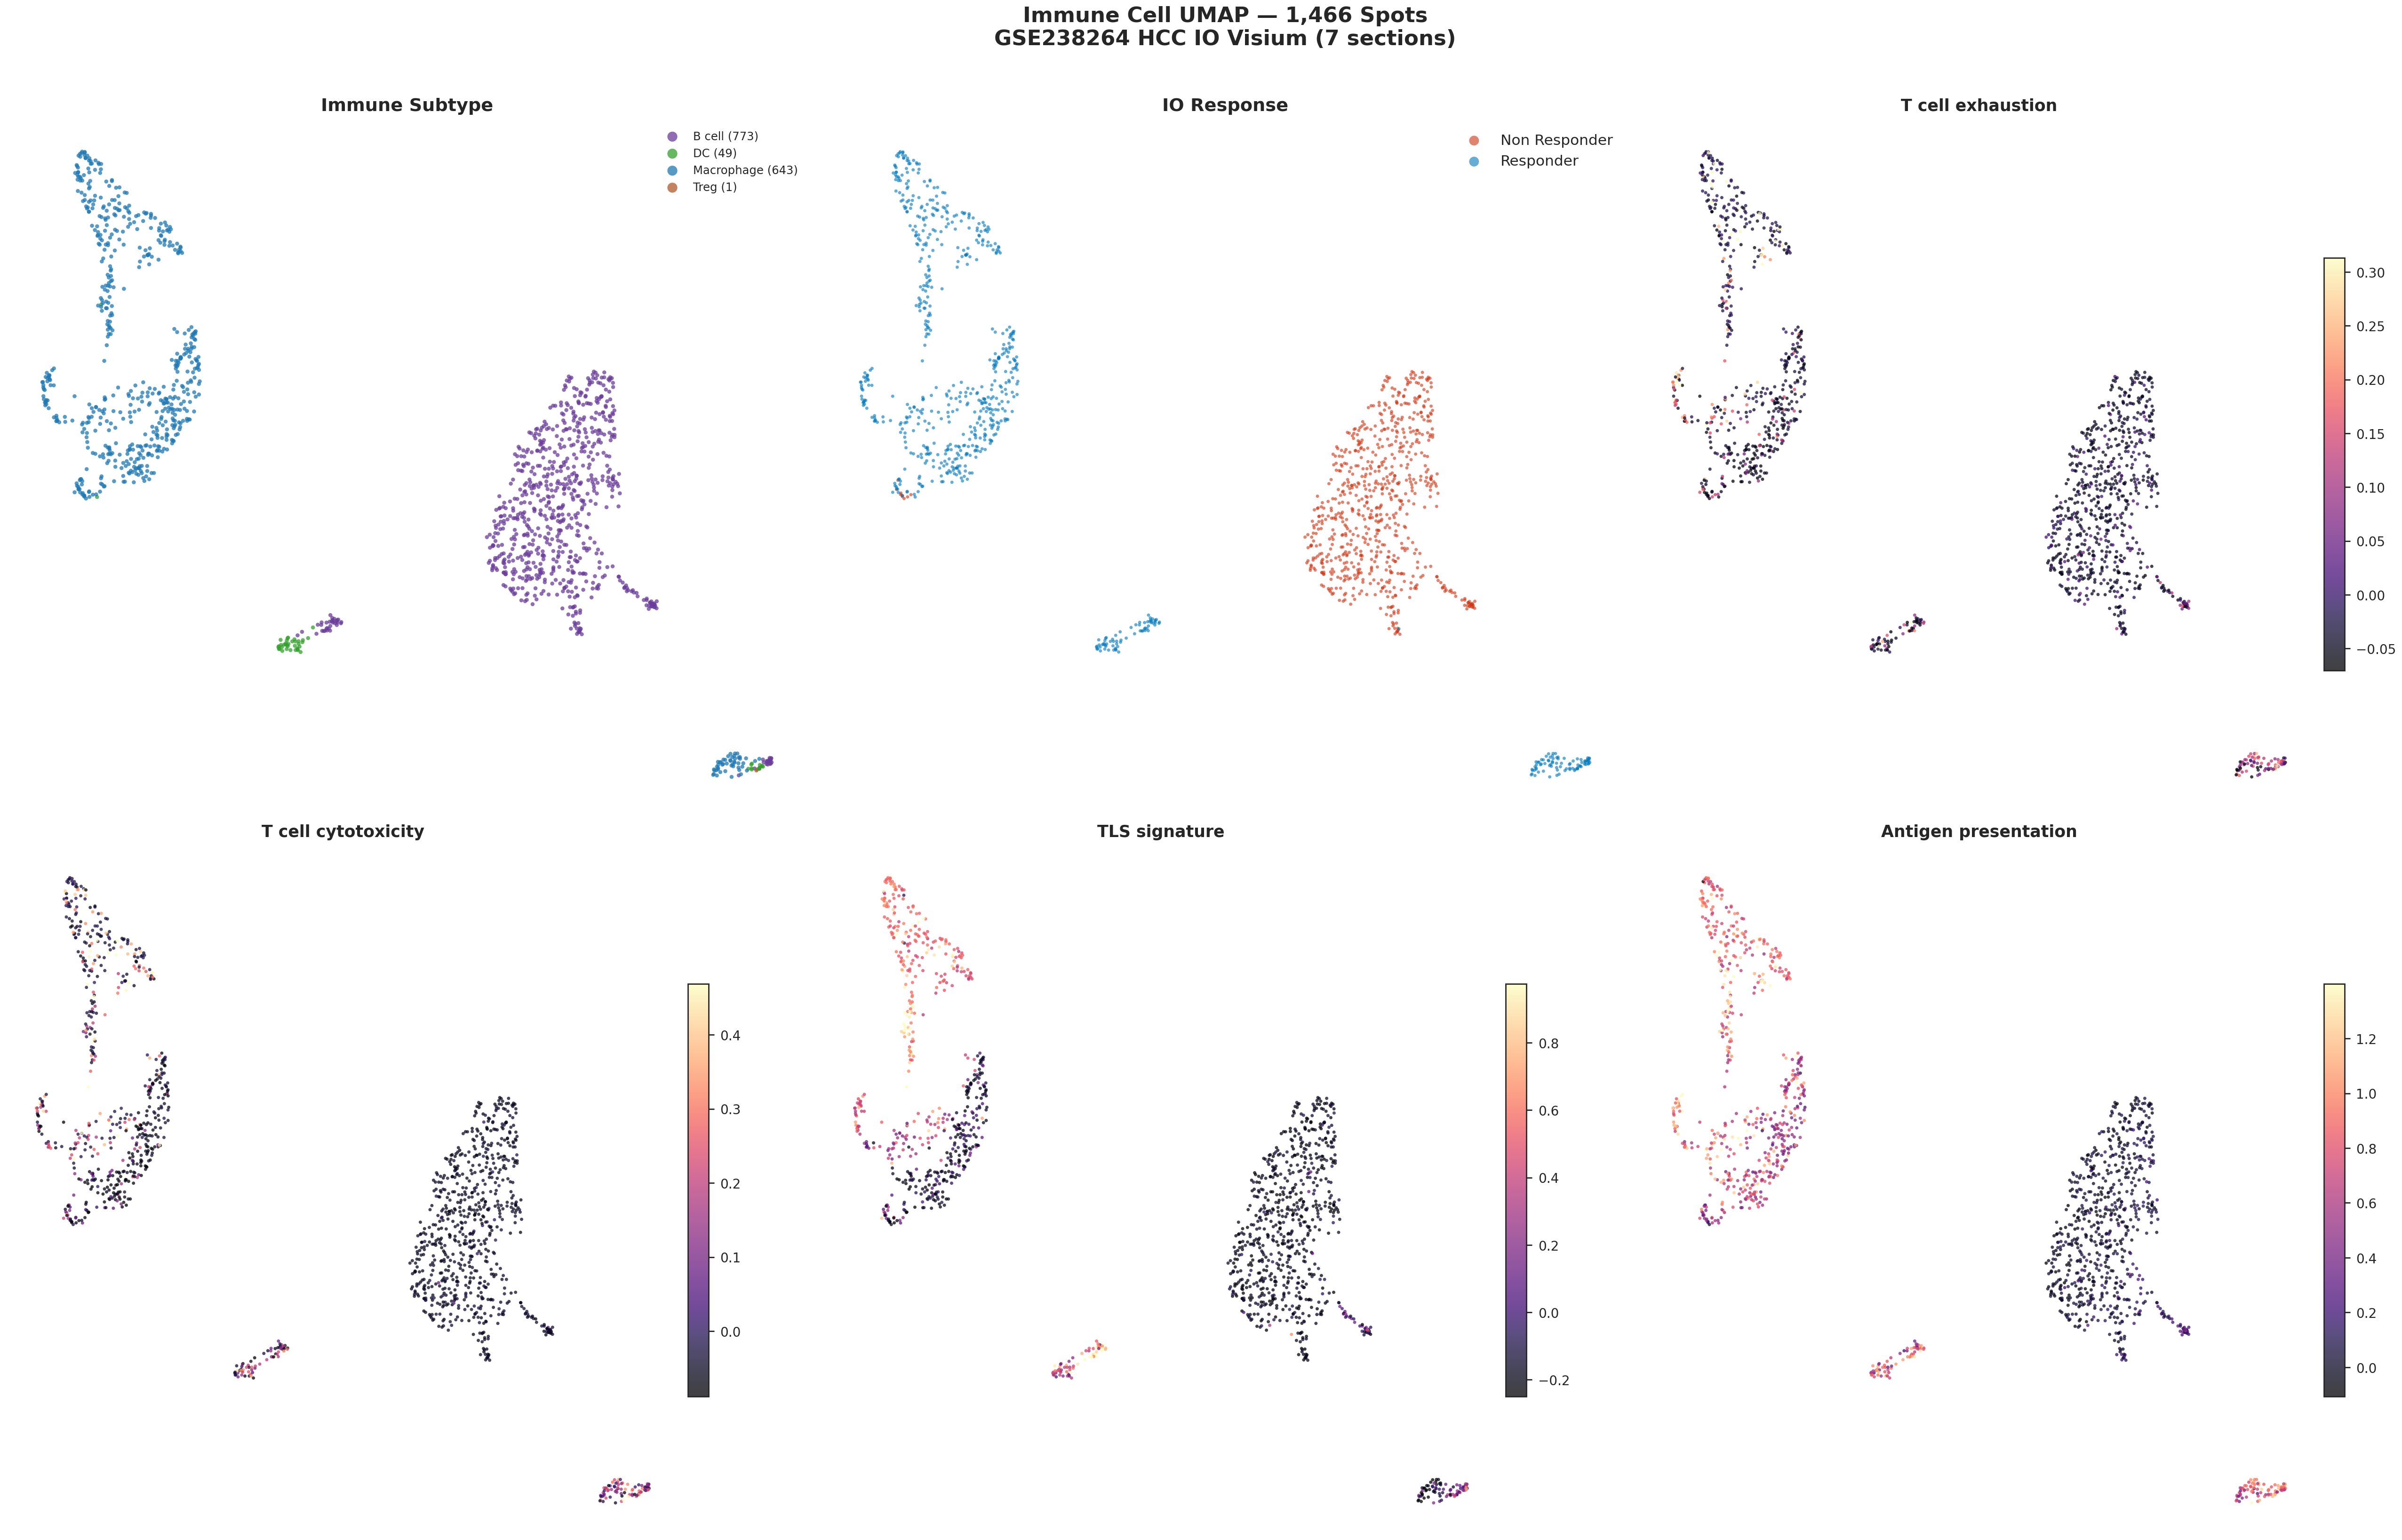 Immune Cell UMAP — 1,466 Spots
GSE238264 HCC IO Visium (7 sections)
Immune Subtype
B cell (773)
DC (49)
Macrophage (643)
Treg (1)
IO Response
Non Responder
Responder
T cell exhaustion
0.30
0.25
0.20
0.15
0.10
0.05
0.00
−0.05
T cell cytotoxicity
0.4
0.3
0.2
0.1
0.0
TLS signature
0.8
0.6
0.4
0.2
0.0
−0.2
Antigen presentation
1.2
1.0
0.8
0.6
0.4
0.2
0.0